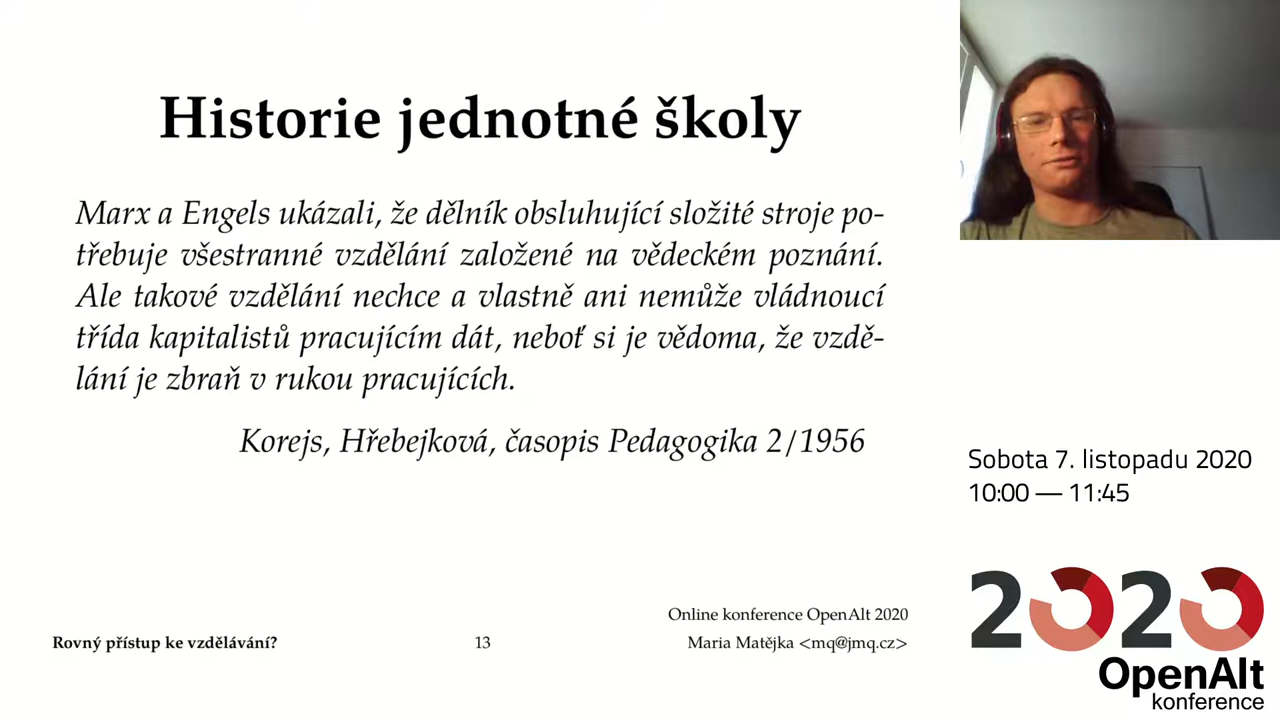 Historie jednotné školy
Marx a Engels ukázali, že dělník obsluhující složité stroje po-
třebuje všestranné vzdělání založené na vědeckém poznání.
Ale takové vzdělání nechce a vlastně ani nemůže vládnoucí
třída kapitalistů pracujícím dát, neboť si je vědoma, že vzdě-
lání je zbraň v rukou pracujících.
Korejs, Hřebejková, časopis Pedagogika 2/1956
Online konference OpenAlt 2020
Rovný přístup ke vzdělávání?
13
Maria Matějka <mq@jmq.cz>
Sobota 7. listopadu 2020
10:00 — 11:45
2020
OpenAlt
konference